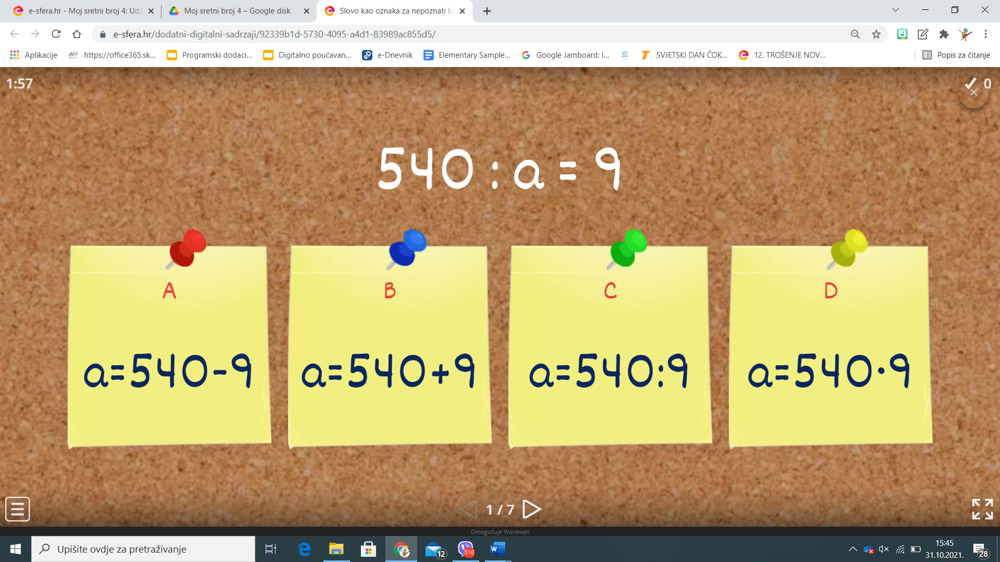 e-sfera.hr - Moj sretni broj 4: Udž
Moj sretni broj 4 – Google disk
Slovo kao oznaka za nepoznati b
e-sfera.hr/dodatni-digitalni-sadrzaji/92339b1d-5730-4095-a4d1-83989ac855d5/
Aplikacije
https://office365.sk...
Programski dodaci...
Digitalno poučavan...
e-Dnevnik
Elementary Sample...
Google Jamboard: I...
SVJETSKI DAN ČOK...
12. TROŠENJE NOV...
Popis za čitanje
1:57
0
540 : a = 9
A
B
C
D
a=540-9
a=540+9
a=540:9
a=540·9
1 / 7
Omogućuje Wordwall
Upišite ovdje za pretraživanje
12
510
15:45
31.10.2021.
28